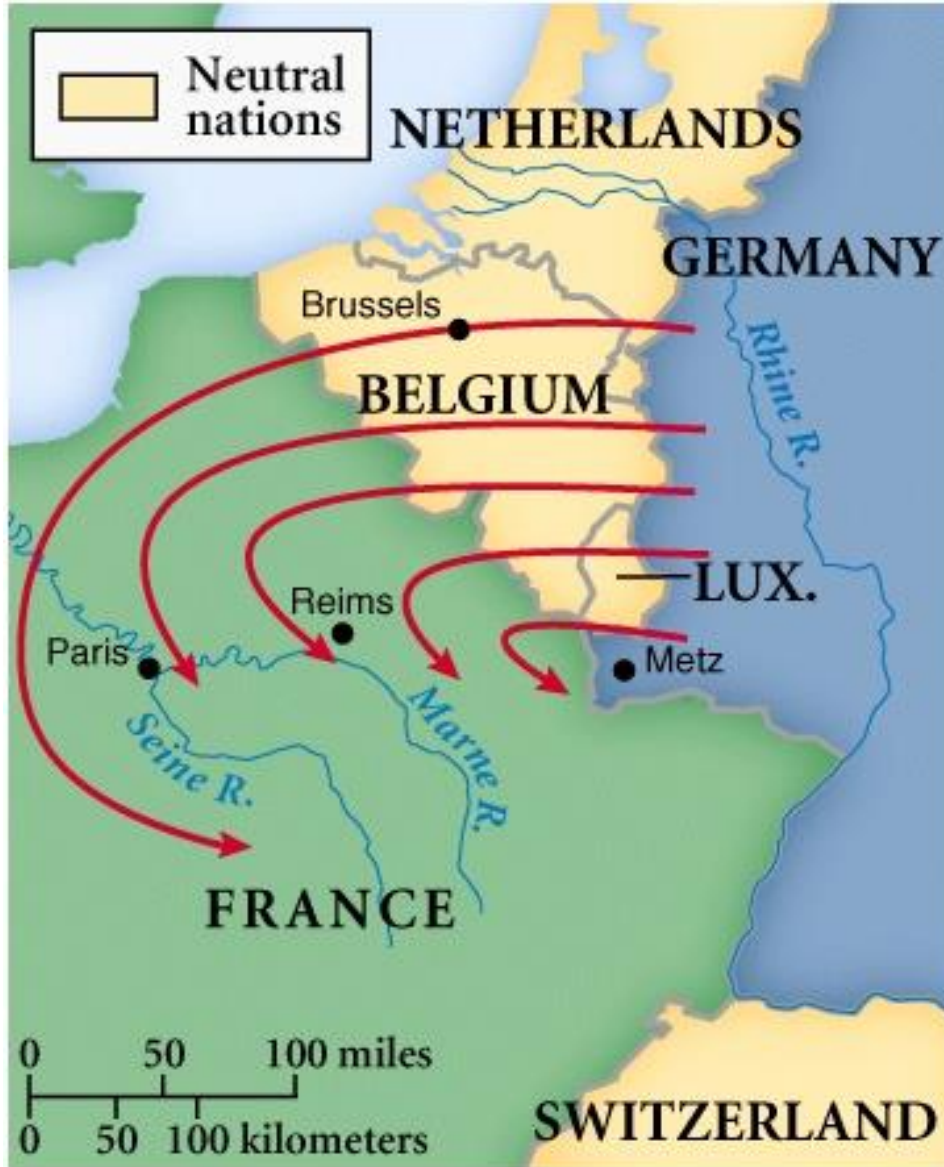 Neutral
nations
NETHERLANDS
GERMANY
Brussels
Rhine R.
BELGIUM
LUX.
Reims
Paris
Metz
Marne R.
Seine R.
FRANCE
0 50 100 miles
0 50 100 kilometers
SWITZERLAND